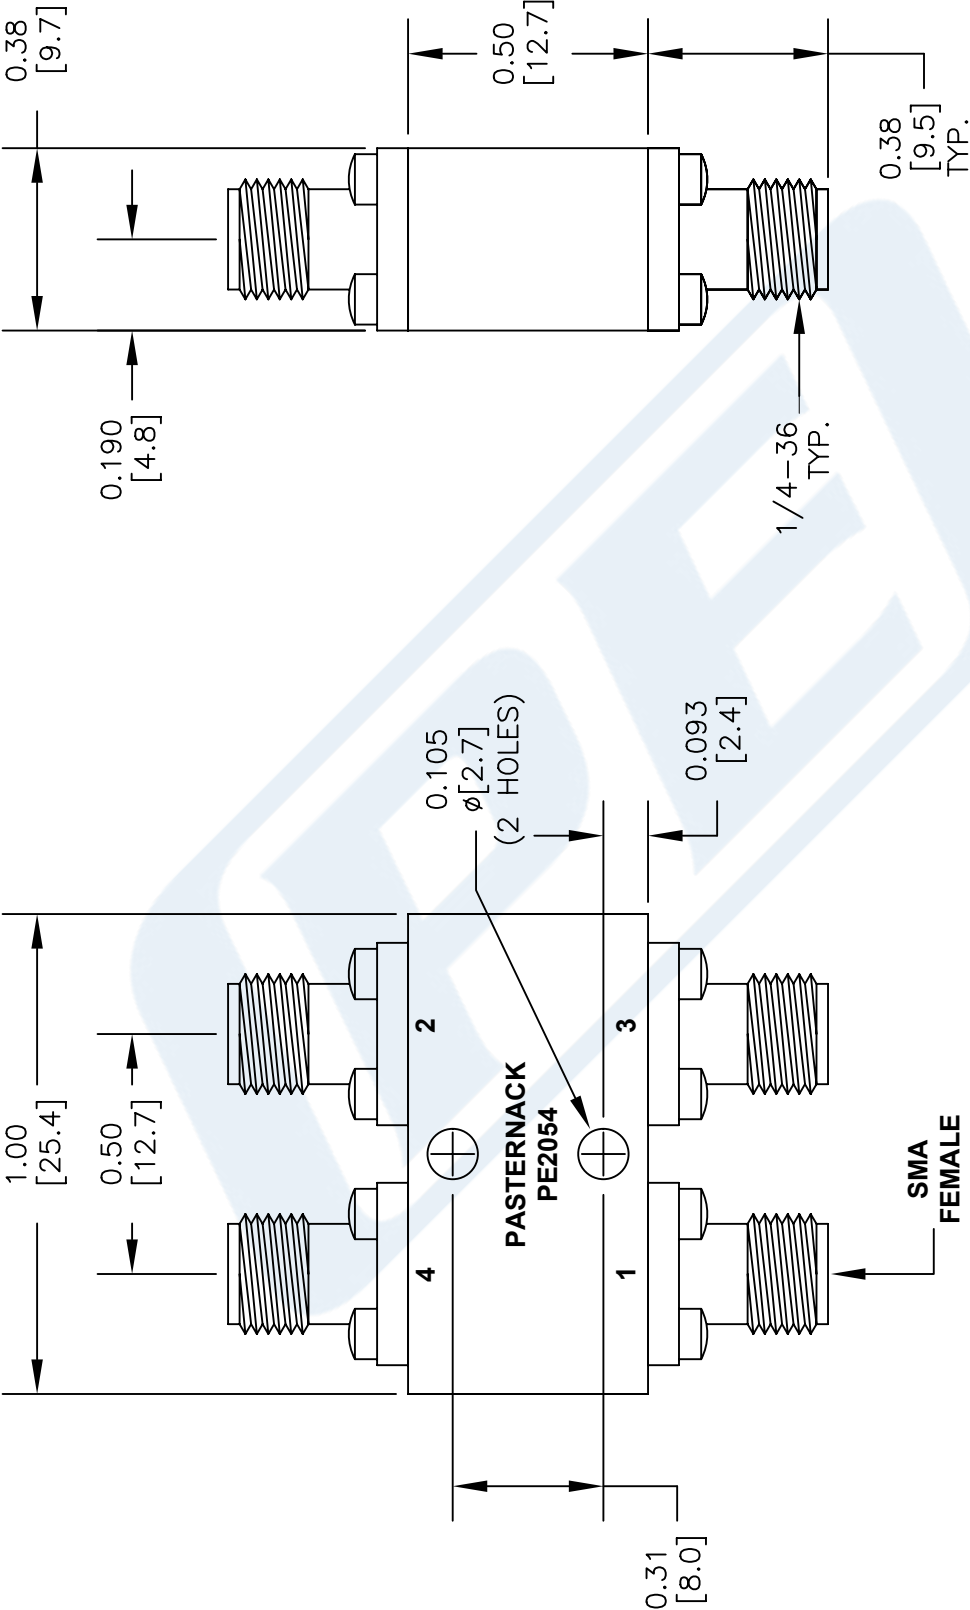 0.38
[9.7]
0.50
[12.7]
0.38
[9.5]
TYP.
0.190
[4.8]
1/4-36
TYP.
0.105
ϕ[2.7]
(2 HOLES)
0.093
[2.4]
1.00
[25.4]
0.50
[12.7]
2
3
4
1
PASTERNACK
PE2054
SMA
FEMALE
0.31
[8.0]
PE